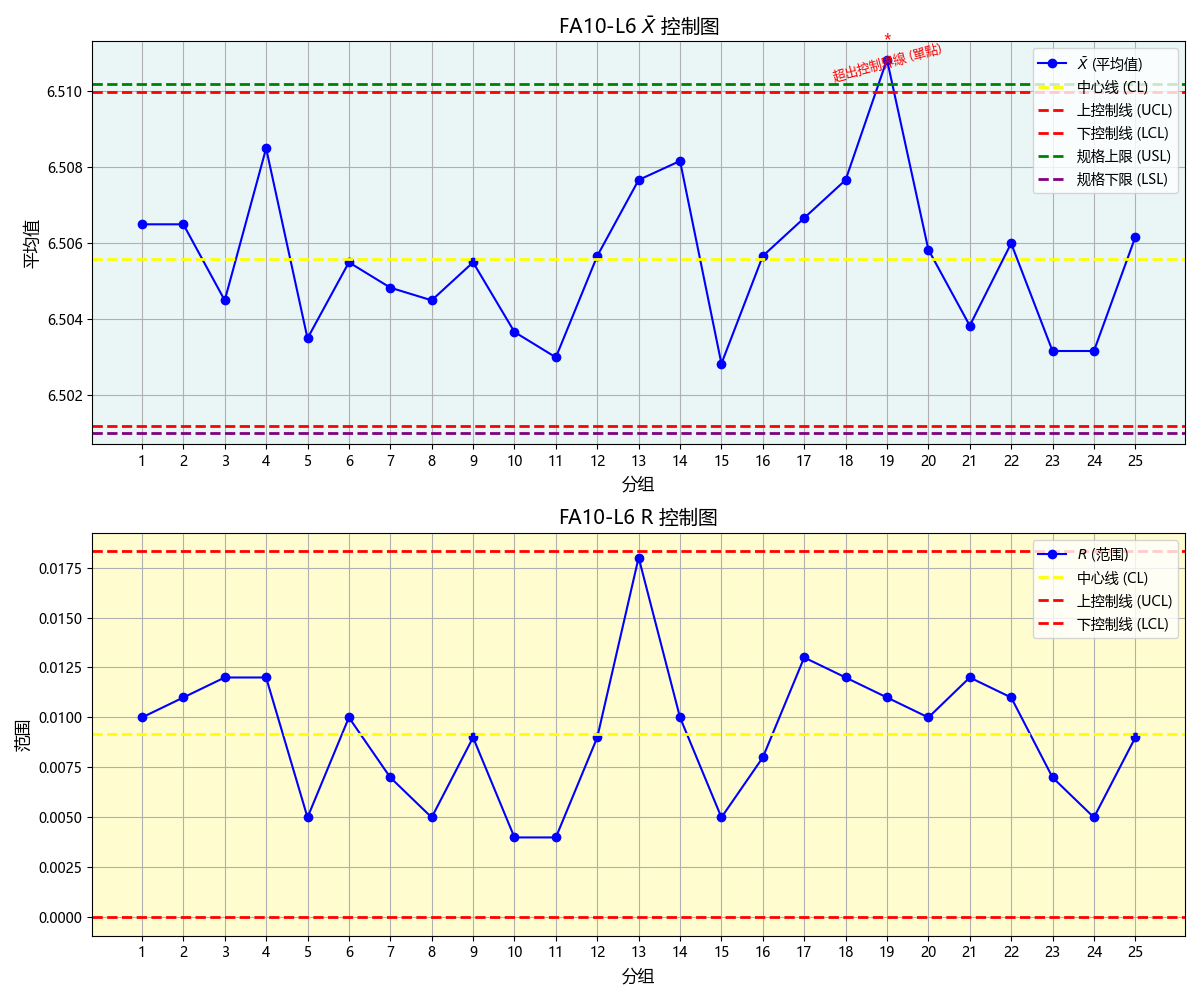 FA10-L6 X̄ 控制图
*
超出控制界線 (單點)
X̄ (平均值)
中心线 (CL)
上控制线 (UCL)
下控制线 (LCL)
规格上限 (USL)
规格下限 (LSL)
平均值
6.510
6.508
6.506
6.504
6.502
1 2 3 4 5 6 7 8 9 10 11 12 13 14 15 16 17 18 19 20 21 22 23 24 25
分组
FA10-L6 R 控制图
R (范围)
中心线 (CL)
上控制线 (UCL)
下控制线 (LCL)
范围
0.0175
0.0150
0.0125
0.0100
0.0075
0.0050
0.0025
0.0000
1 2 3 4 5 6 7 8 9 10 11 12 13 14 15 16 17 18 19 20 21 22 23 24 25
分组